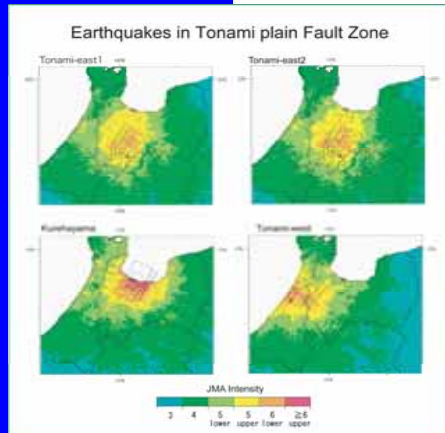 Earthquakes in Tonami plain Fault Zone
Tonami-east1
Tonami-east2
Kurehayama
Tonami-west
JMA Intensity
3 4 5 5 6 ≧6
lower upper lower upper